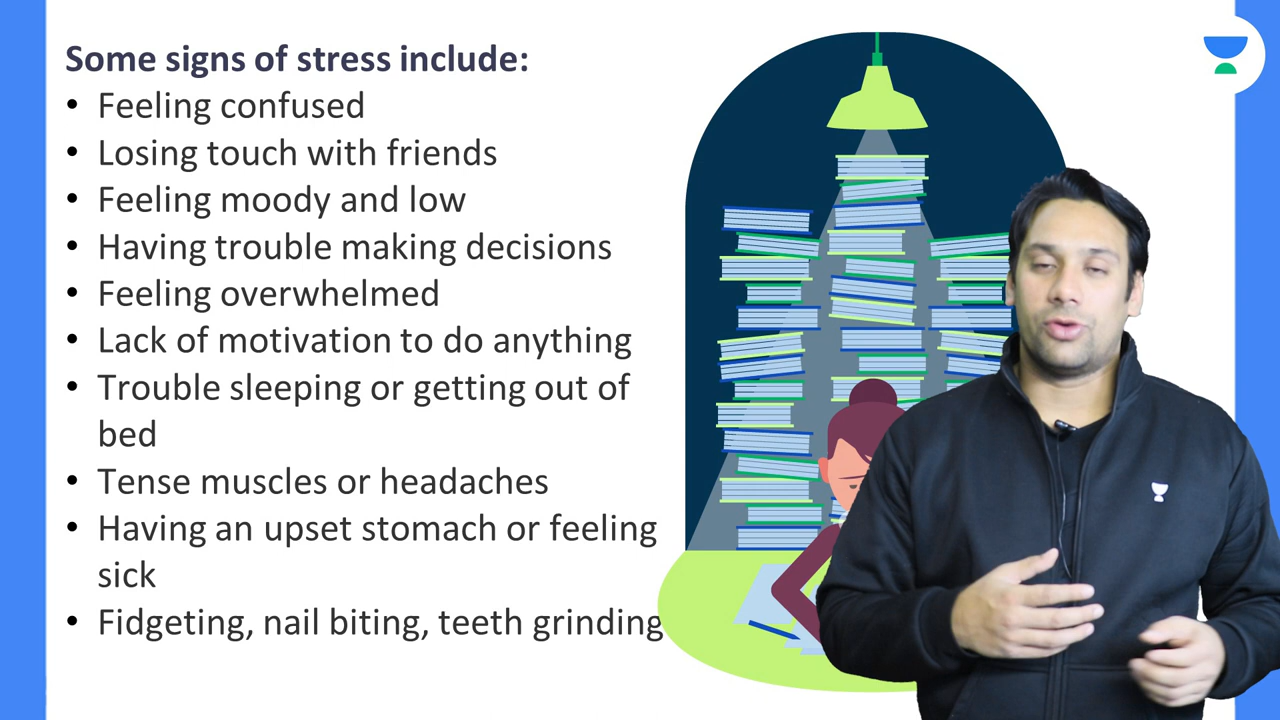 Some signs of stress include:
• Feeling confused
• Losing touch with friends
• Feeling moody and low
• Having trouble making decisions
• Feeling overwhelmed
• Lack of motivation to do anything
• Trouble sleeping or getting out of
bed
• Tense muscles or headaches
• Having an upset stomach or feeling
sick
• Fidgeting, nail biting, teeth grinding